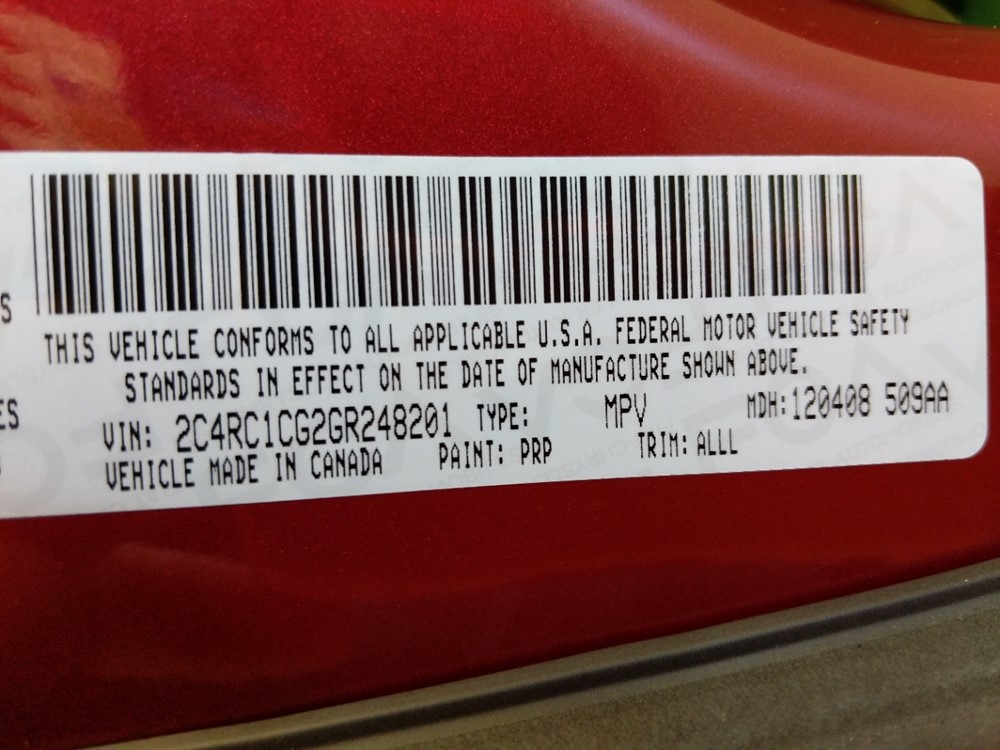 S
THIS VEHICLE CONFORMS TO ALL APPLICABLE U.S.A. FEDERAL MOTOR VEHICLE SAFETY
STANDARDS IN EFFECT ON THE DATE OF MANUFACTURE SHOWN ABOVE.
ES
VIN: 2C4RC1CG2GR248201 TYPE: MPV MDH:120408 509AA
VEHICLE MADE IN CANADA PAINT: PRP TRIM: ALLL